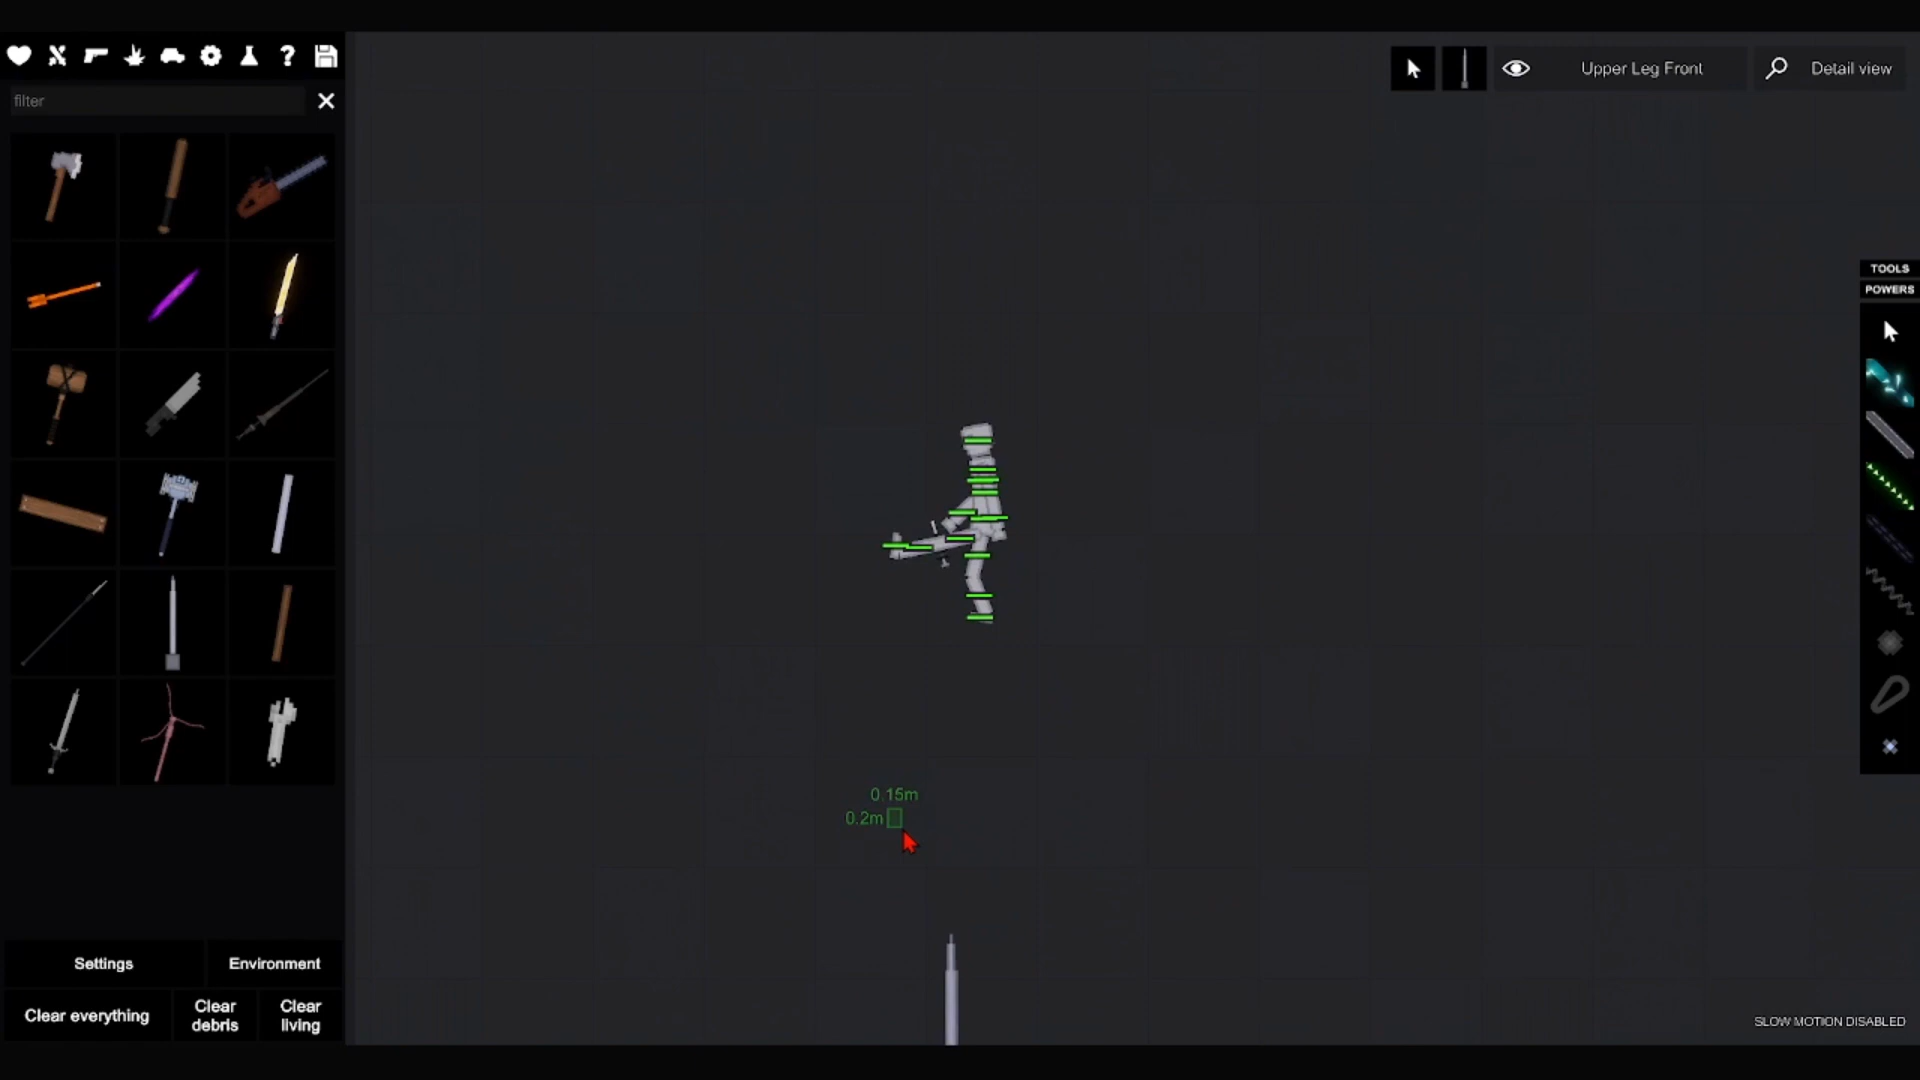 filter
Upper Leg Front
Detail view
TOOLS
POWERS
0.15m
0.2m
Settings
Environment
Clear everything
Clear
debris
Clear
living
SLOW MOTION DISABLED